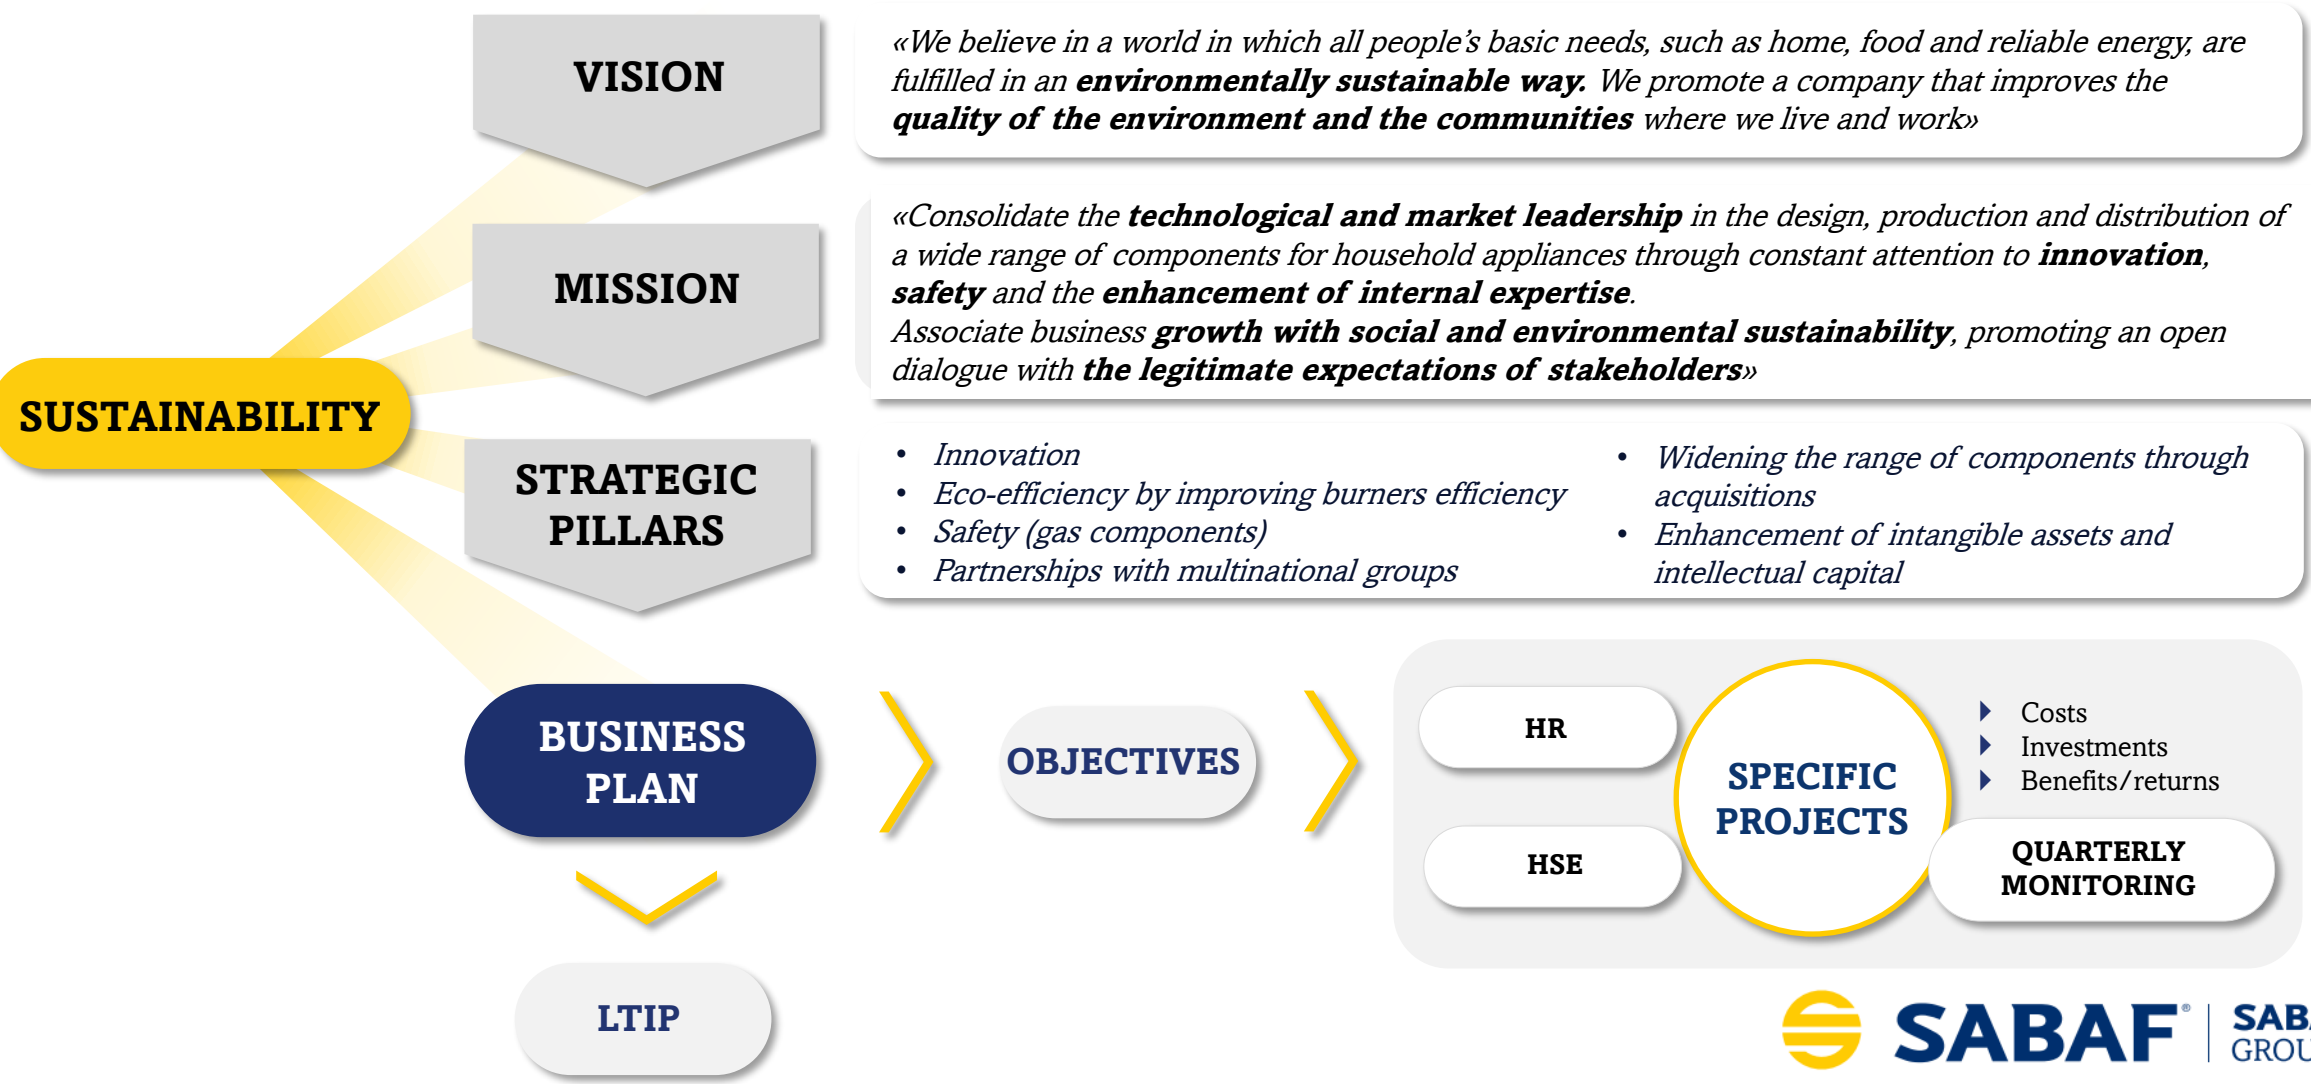 VISION
«We believe in a world in which all people's basic needs, such as home, food and reliable energy, are
fulfilled in an environmentally sustainable way. We promote a company that improves the
quality of the environment and the communities where we live and work»
MISSION
«Consolidate the technological and market leadership in the design, production and distribution of
a wide range of components for household appliances through constant attention to innovation,
safety and the enhancement of internal expertise.
Associate business growth with social and environmental sustainability, promoting an open
dialogue with the legitimate expectations of stakeholders»
SUSTAINABILITY
STRATEGIC
PILLARS
• Innovation
• Eco-efficiency by improving burners efficiency
• Safety (gas components)
• Partnerships with multinational groups
• Widening the range of components through
acquisitions
• Enhancement of intangible assets and
intellectual capital
BUSINESS
PLAN
OBJECTIVES
HR
HSE
SPECIFIC
PROJECTS
Costs
Investments
Benefits/returns
QUARTERLY
MONITORING
LTIP
SABAF®